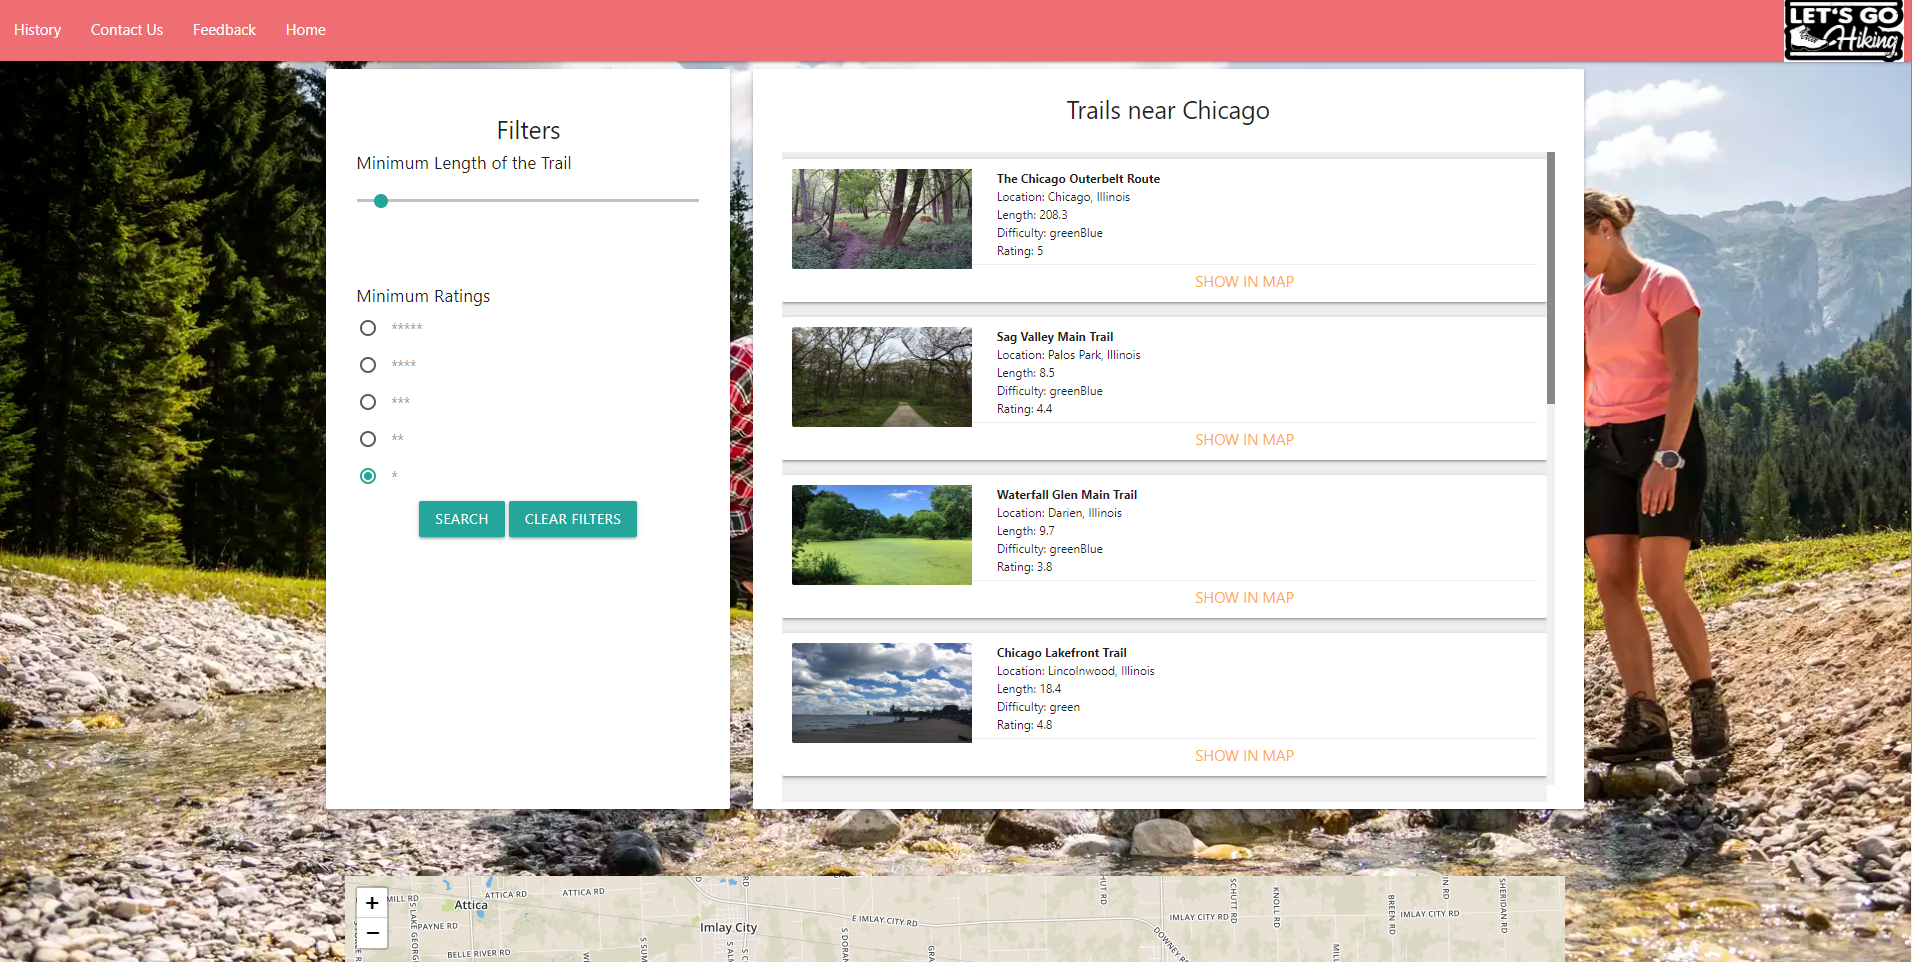 History Contact Us Feedback Home
LET'S GO
Hiking
Filters
Minimum Length of the Trail
Minimum Ratings
*****
****
***
**
*
SEARCH CLEAR FILTERS
Trails near Chicago
The Chicago Outerbelt Route
Location: Chicago, Illinois
Length: 208.3
Difficulty: greenBlue
Rating: 5
SHOW IN MAP
Sag Valley Main Trail
Location: Palos Park, Illinois
Length: 8.5
Difficulty: greenBlue
Rating: 4.4
SHOW IN MAP
Waterfall Glen Main Trail
Location: Darien, Illinois
Length: 9.7
Difficulty: greenBlue
Rating: 3.8
SHOW IN MAP
Chicago Lakefront Trail
Location: Lincolnwood, Illinois
Length: 18.4
Difficulty: green
Rating: 4.8
SHOW IN MAP
+
−
MILL RD
ATTICA RD
ATTICA RD
Attica
S LAKE GEORGE
PAYNE RD
BELLE RIVER RD
Imlay City
E IMLAY CITY RD
HUT RD
IMLAY CITY RD
SCHUTT RD
KNOLL RD
BREEN RD
IMLAY CITY RD
IN RD
SHERIDAN RD
DOWNEY RD